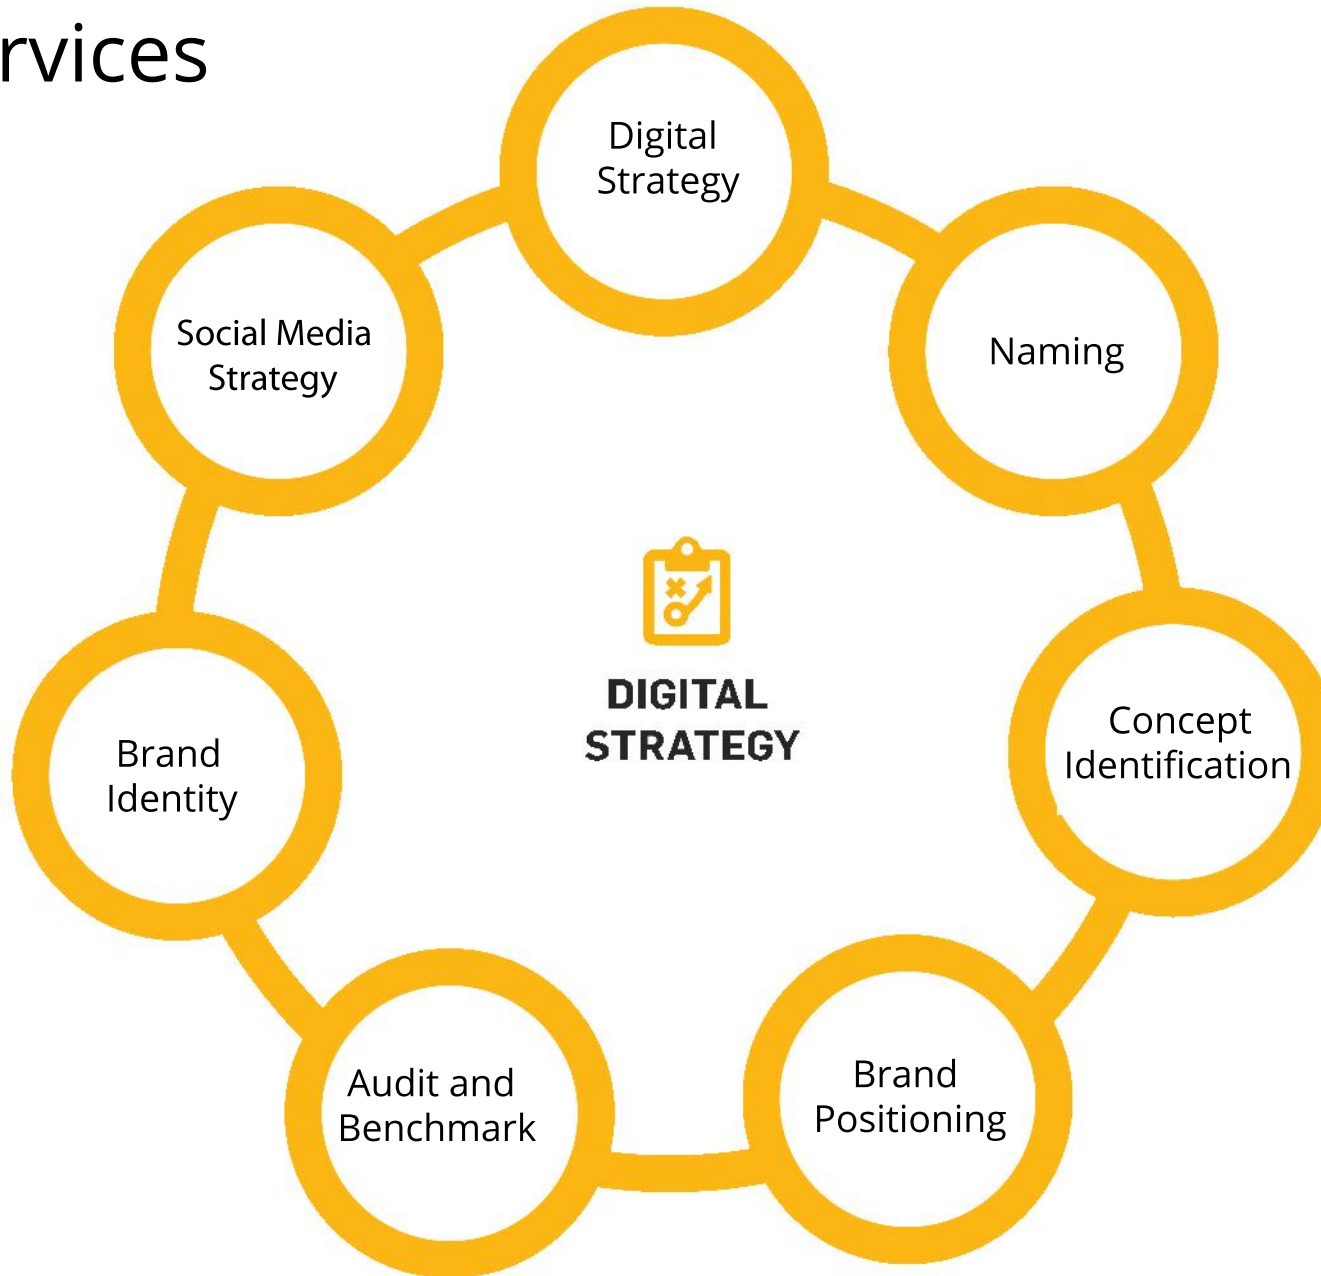 rvices
Digital
Strategy
Social Media
Strategy
Naming
DIGITAL
STRATEGY
Concept
Identification
Brand
Identity
Audit and
Benchmark
Brand
Positioning